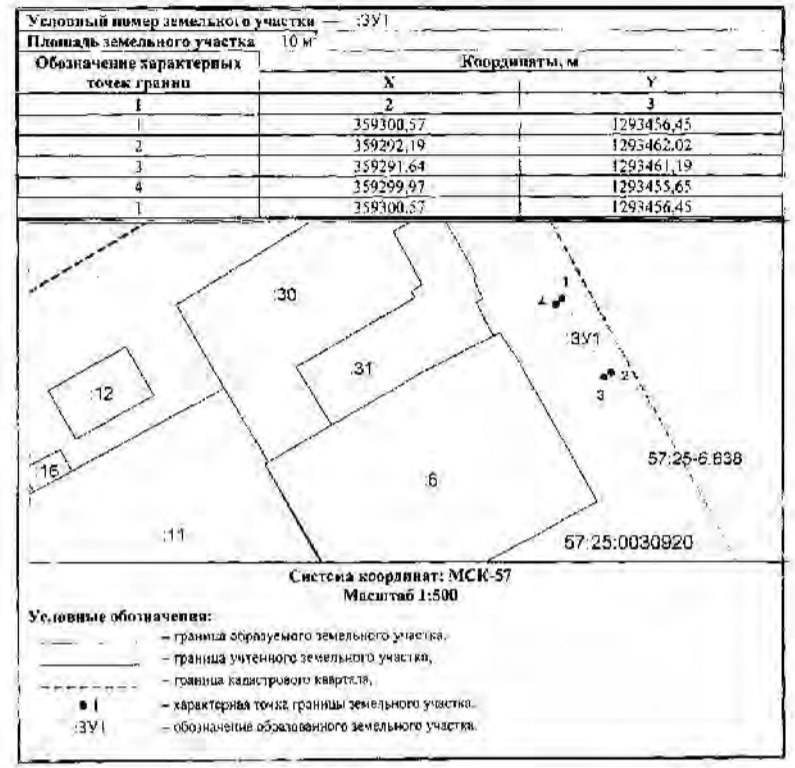 Условный номер земельного участка — :ЗУ1
Площадь земельного участка 10 м²
Обозначение характерных точек границ
Координаты, м
X Y
1 2 3
1 359300,57 1293456,45
2 359292,19 1293462,02
3 359291,64 1293461,19
4 359299,97 1293455,65
1 359300,57 1293456,45
:30
1
4
:ЗУ1
:31
:12
2
3
:16
57:25-6.638
:6
:11
57:25:0030920
Система координат: МСК-57
Масштаб 1:500
Условные обозначения:
– граница образуемого земельного участка,
– граница учтенного земельного участка,
– граница кадастрового квартала,
1 – характерная точка границы земельного участка.
:ЗУ1 – обозначение образованного земельного участка.